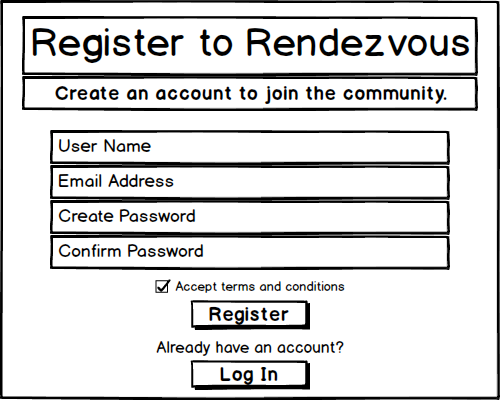 Register to Rendezvous
Create an account to join the community.
User Name
Email Address
Create Password
Confirm Password
Accept terms and conditions
Register
Already have an account?
Log In